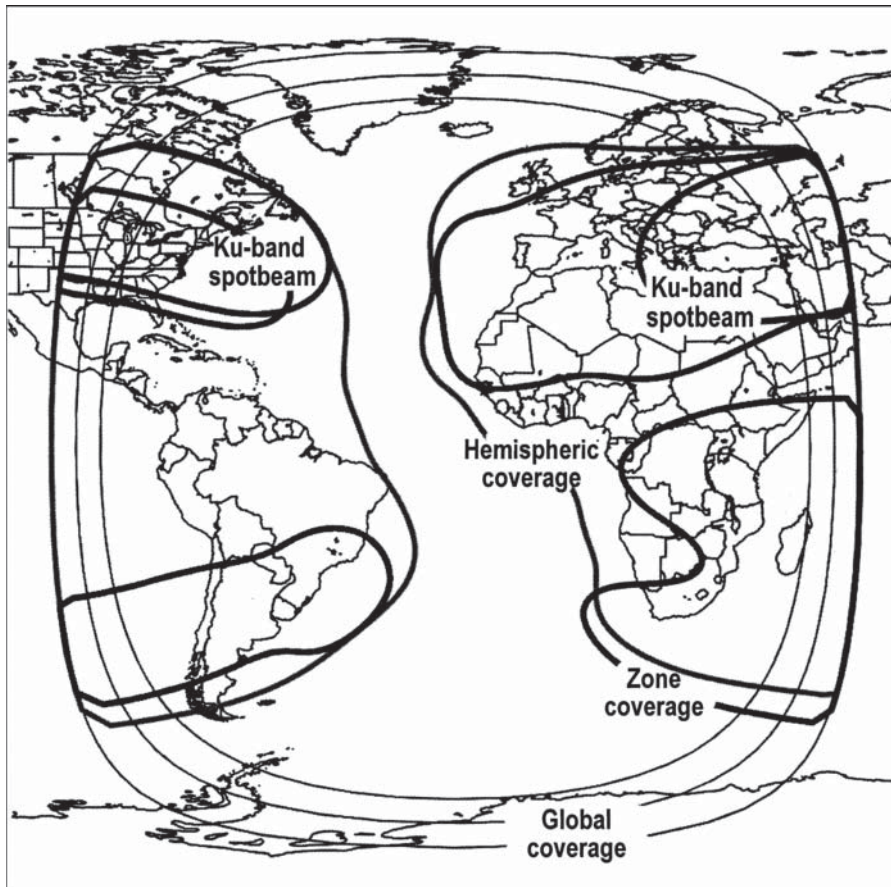 Ku-band
spotbeam
Ku-band
spotbeam
Hemispheric
coverage
Zone
coverage
Global
coverage